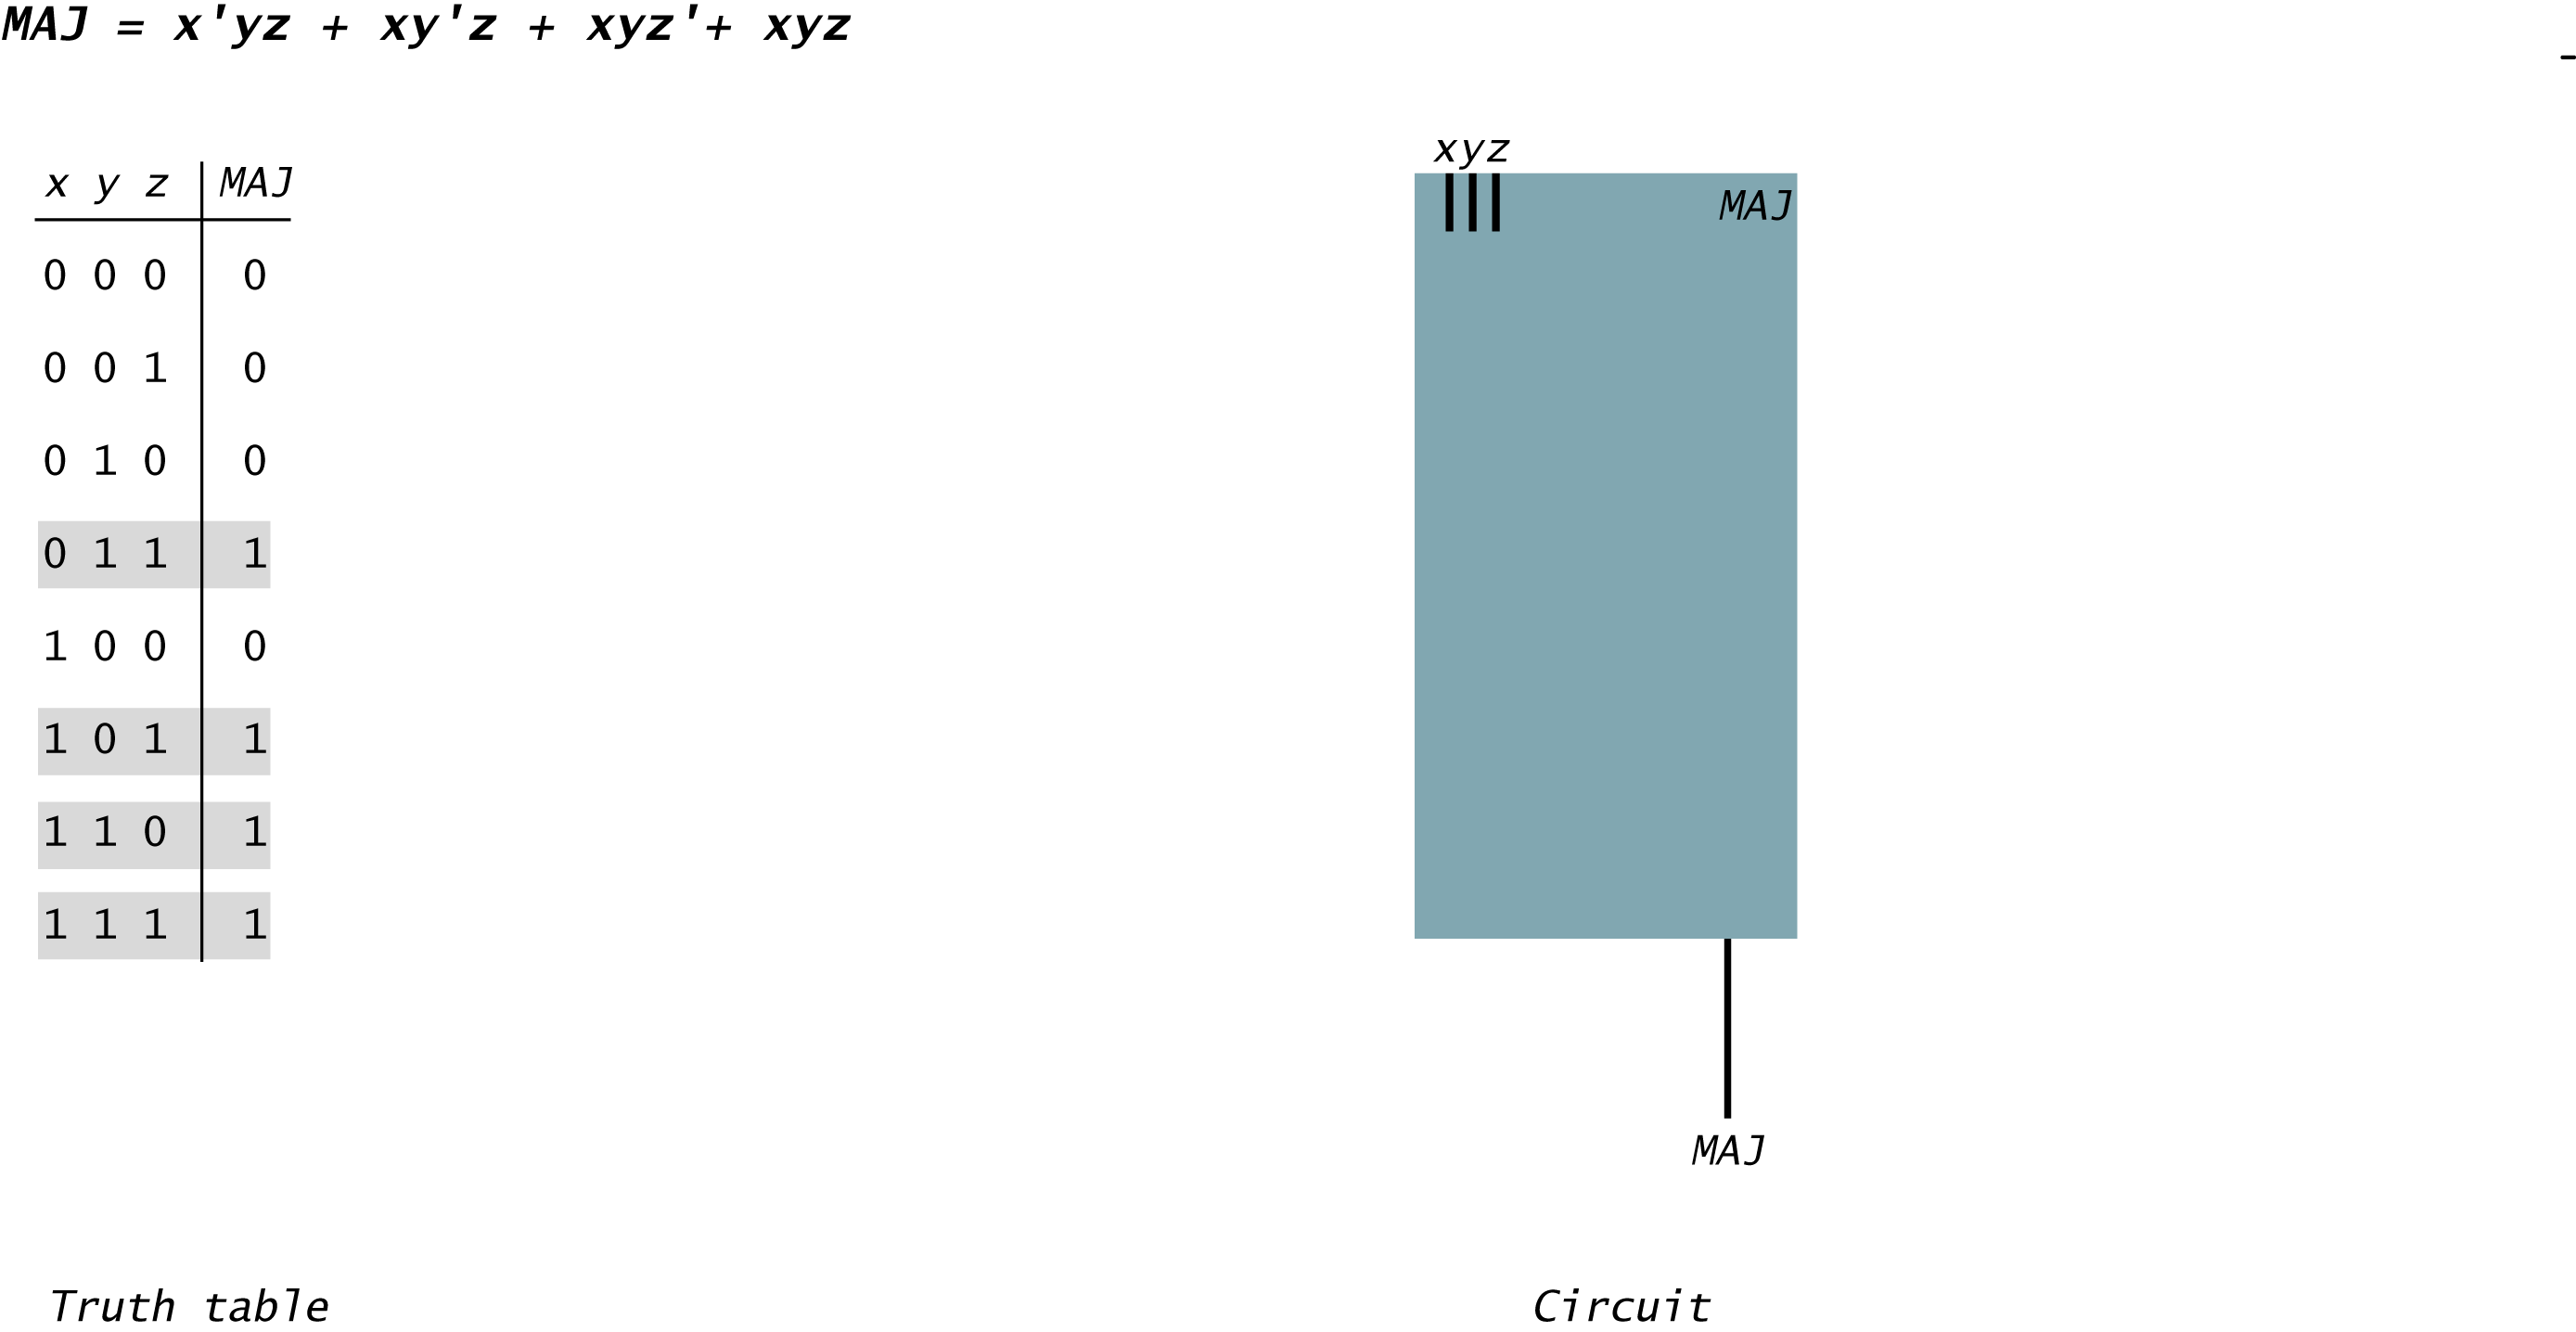 MAJ = x'yz + xy'z + xyz'+ xyz
x y z MAJ
0 0 0 0
0 0 1 0
0 1 0 0
0 1 1 1
1 0 0 0
1 0 1 1
1 1 0 1
1 1 1 1
Truth table
xyz
MAJ
MAJ
Circuit